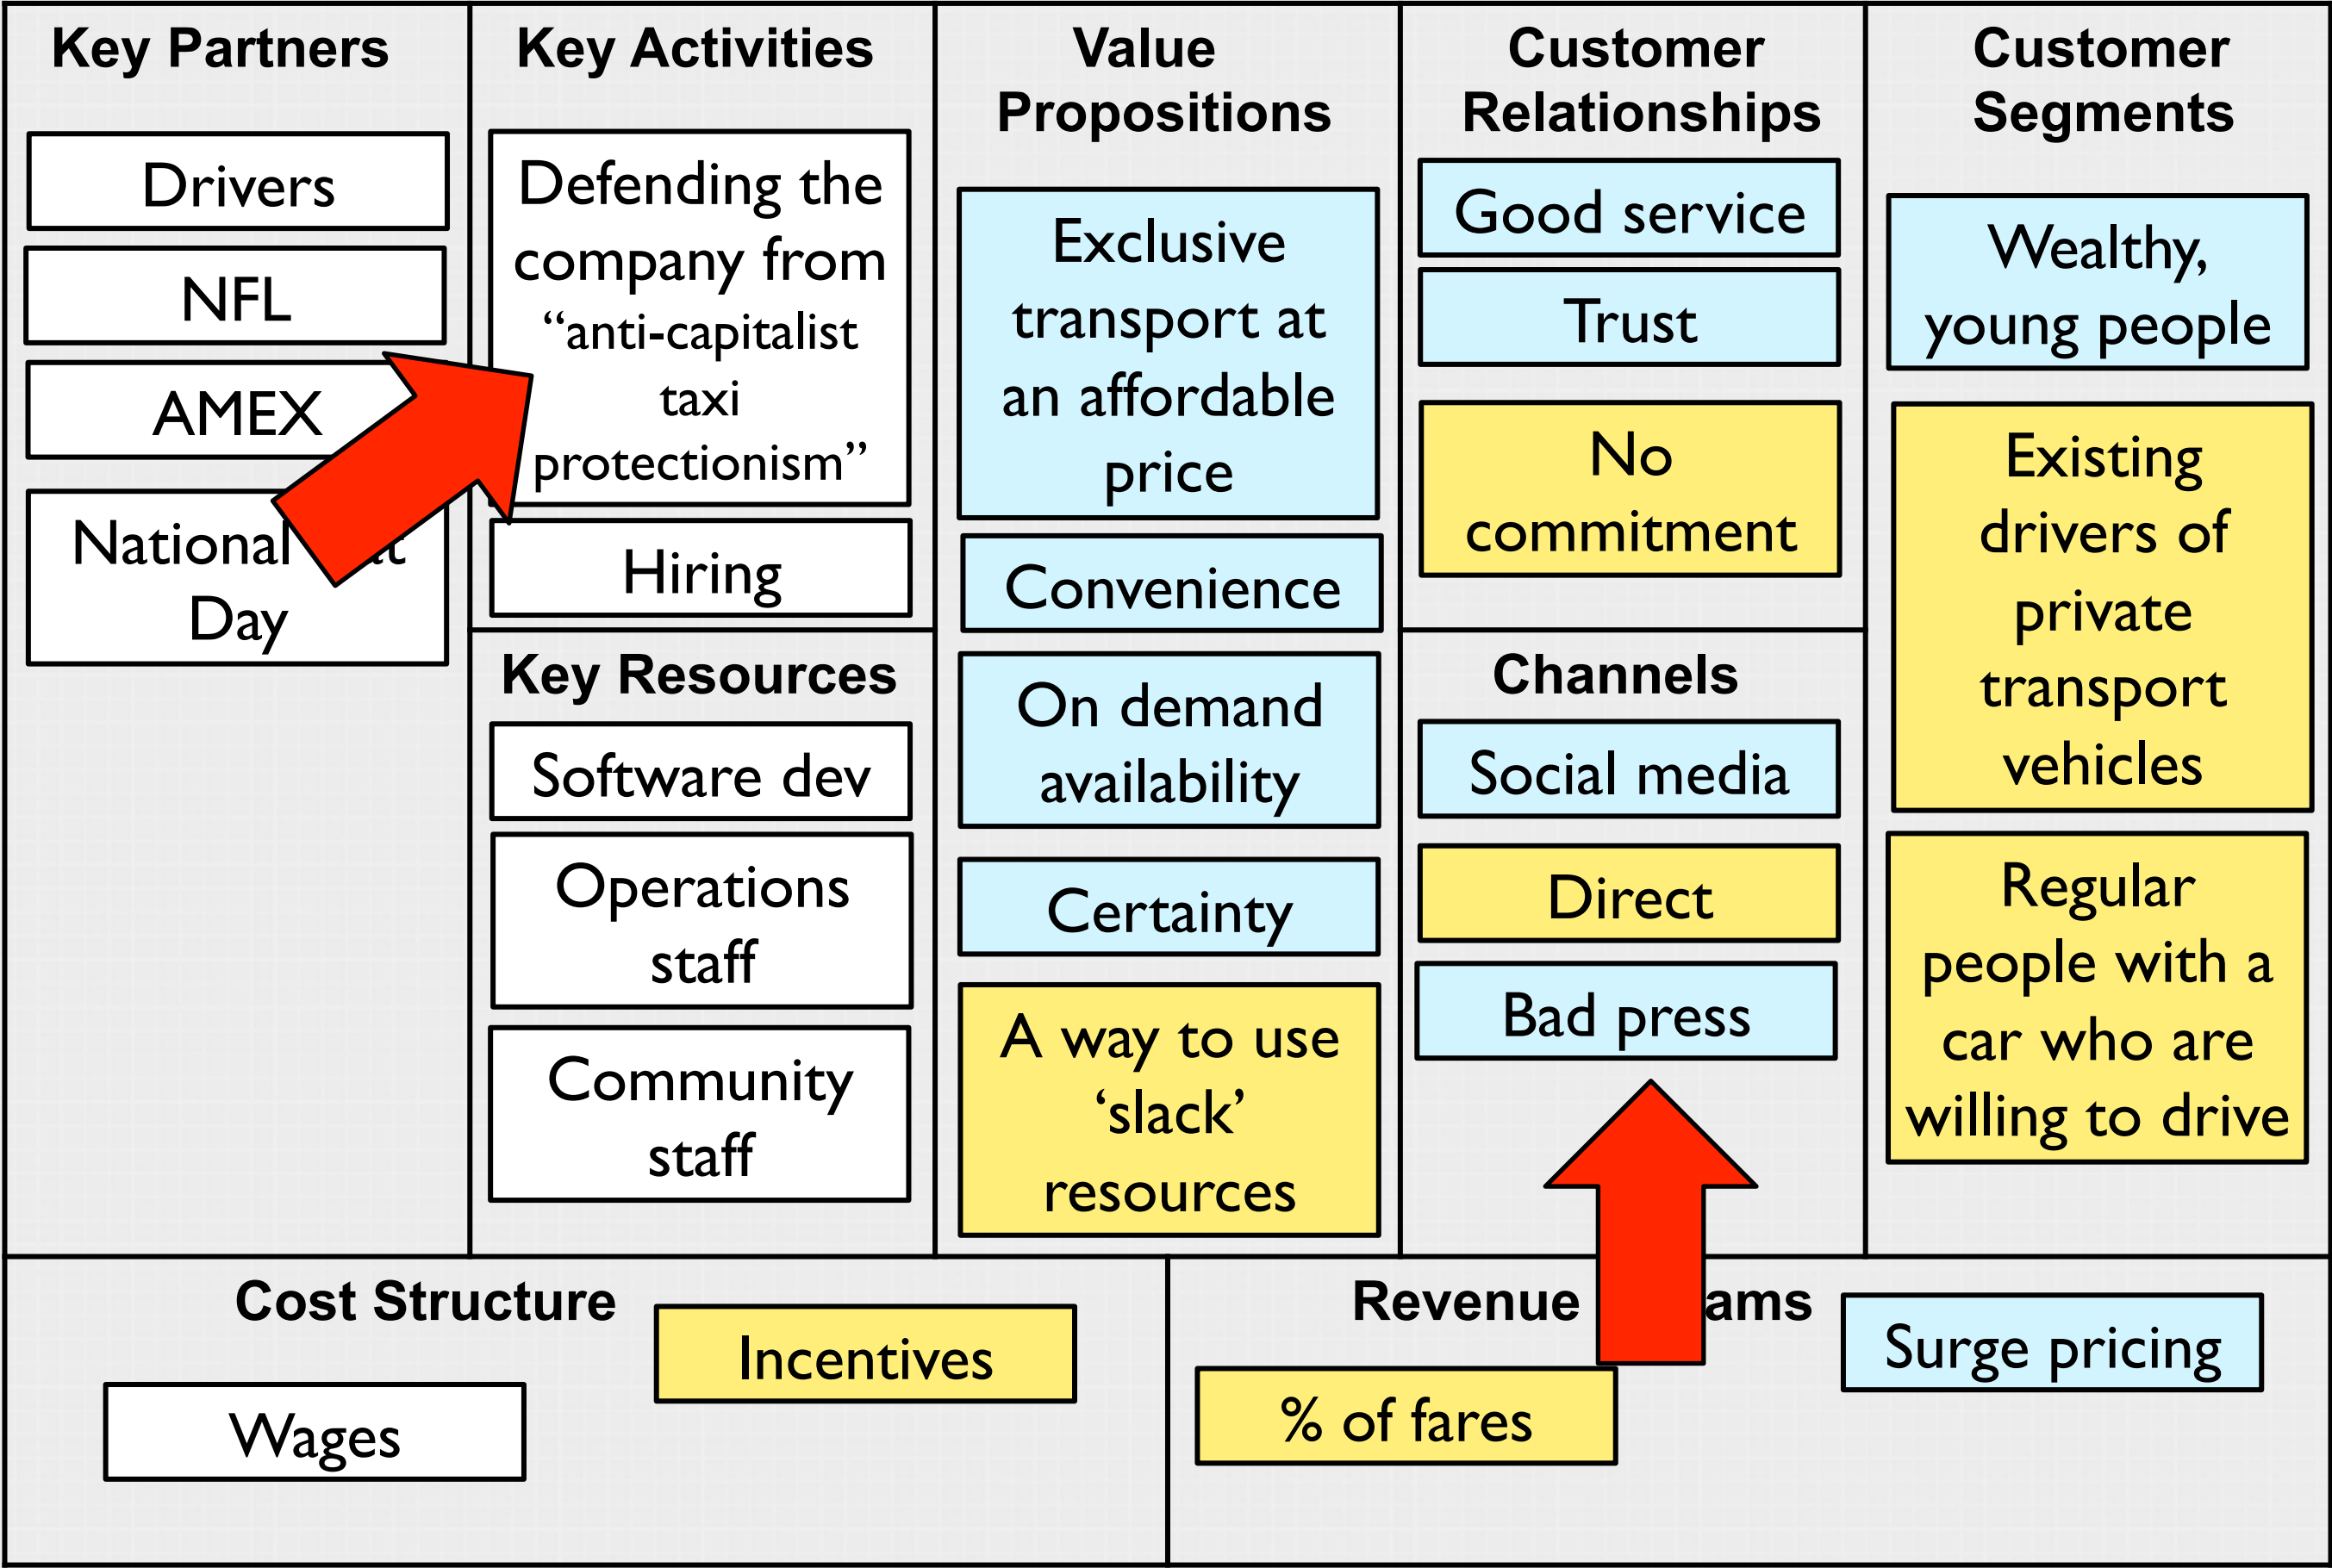 Key Partners
Drivers
NFL
AMEX
National
Day
Key Activities
Defending the
company from
“anti-capitalist
taxi
protectionism”
Hiring
Key Resources
Software dev
Operations
staff
Community
staff
Value
Propositions
Exclusive
transport at
an affordable
price
Convenience
On demand
availability
Certainty
A way to use
‘slack’
resources
Customer
Relationships
Good service
Trust
No
commitment
Channels
Social media
Direct
Bad press
Customer
Segments
Wealthy,
young people
Existing
drivers of
private
transport
vehicles
Regular
people with a
car who are
willing to drive
Cost Structure
Incentives
Wages
Revenue
Surge pricing
% of fares